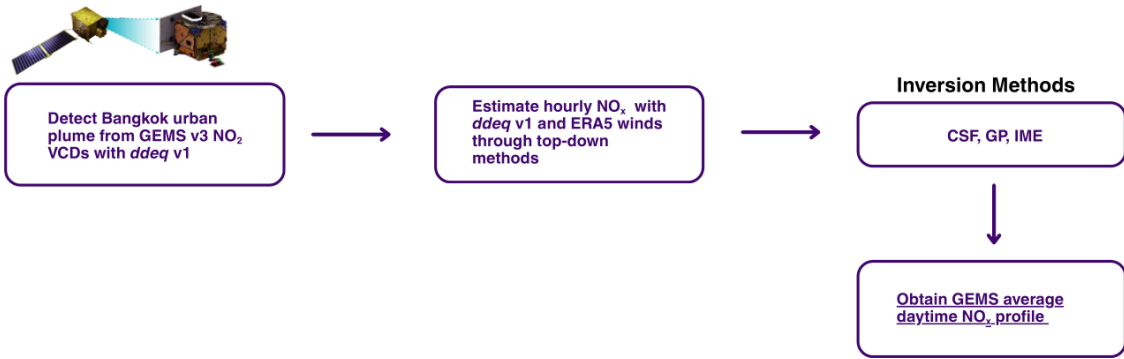 Detect Bangkok urban
plume from GEMS v3 NO₂
VCDs with ddeq v1
Estimate hourly NOₓ with
ddeq v1 and ERA5 winds
through top-down
methods
Inversion Methods
CSF, GP, IME
Obtain GEMS average
daytime NOₓ profile